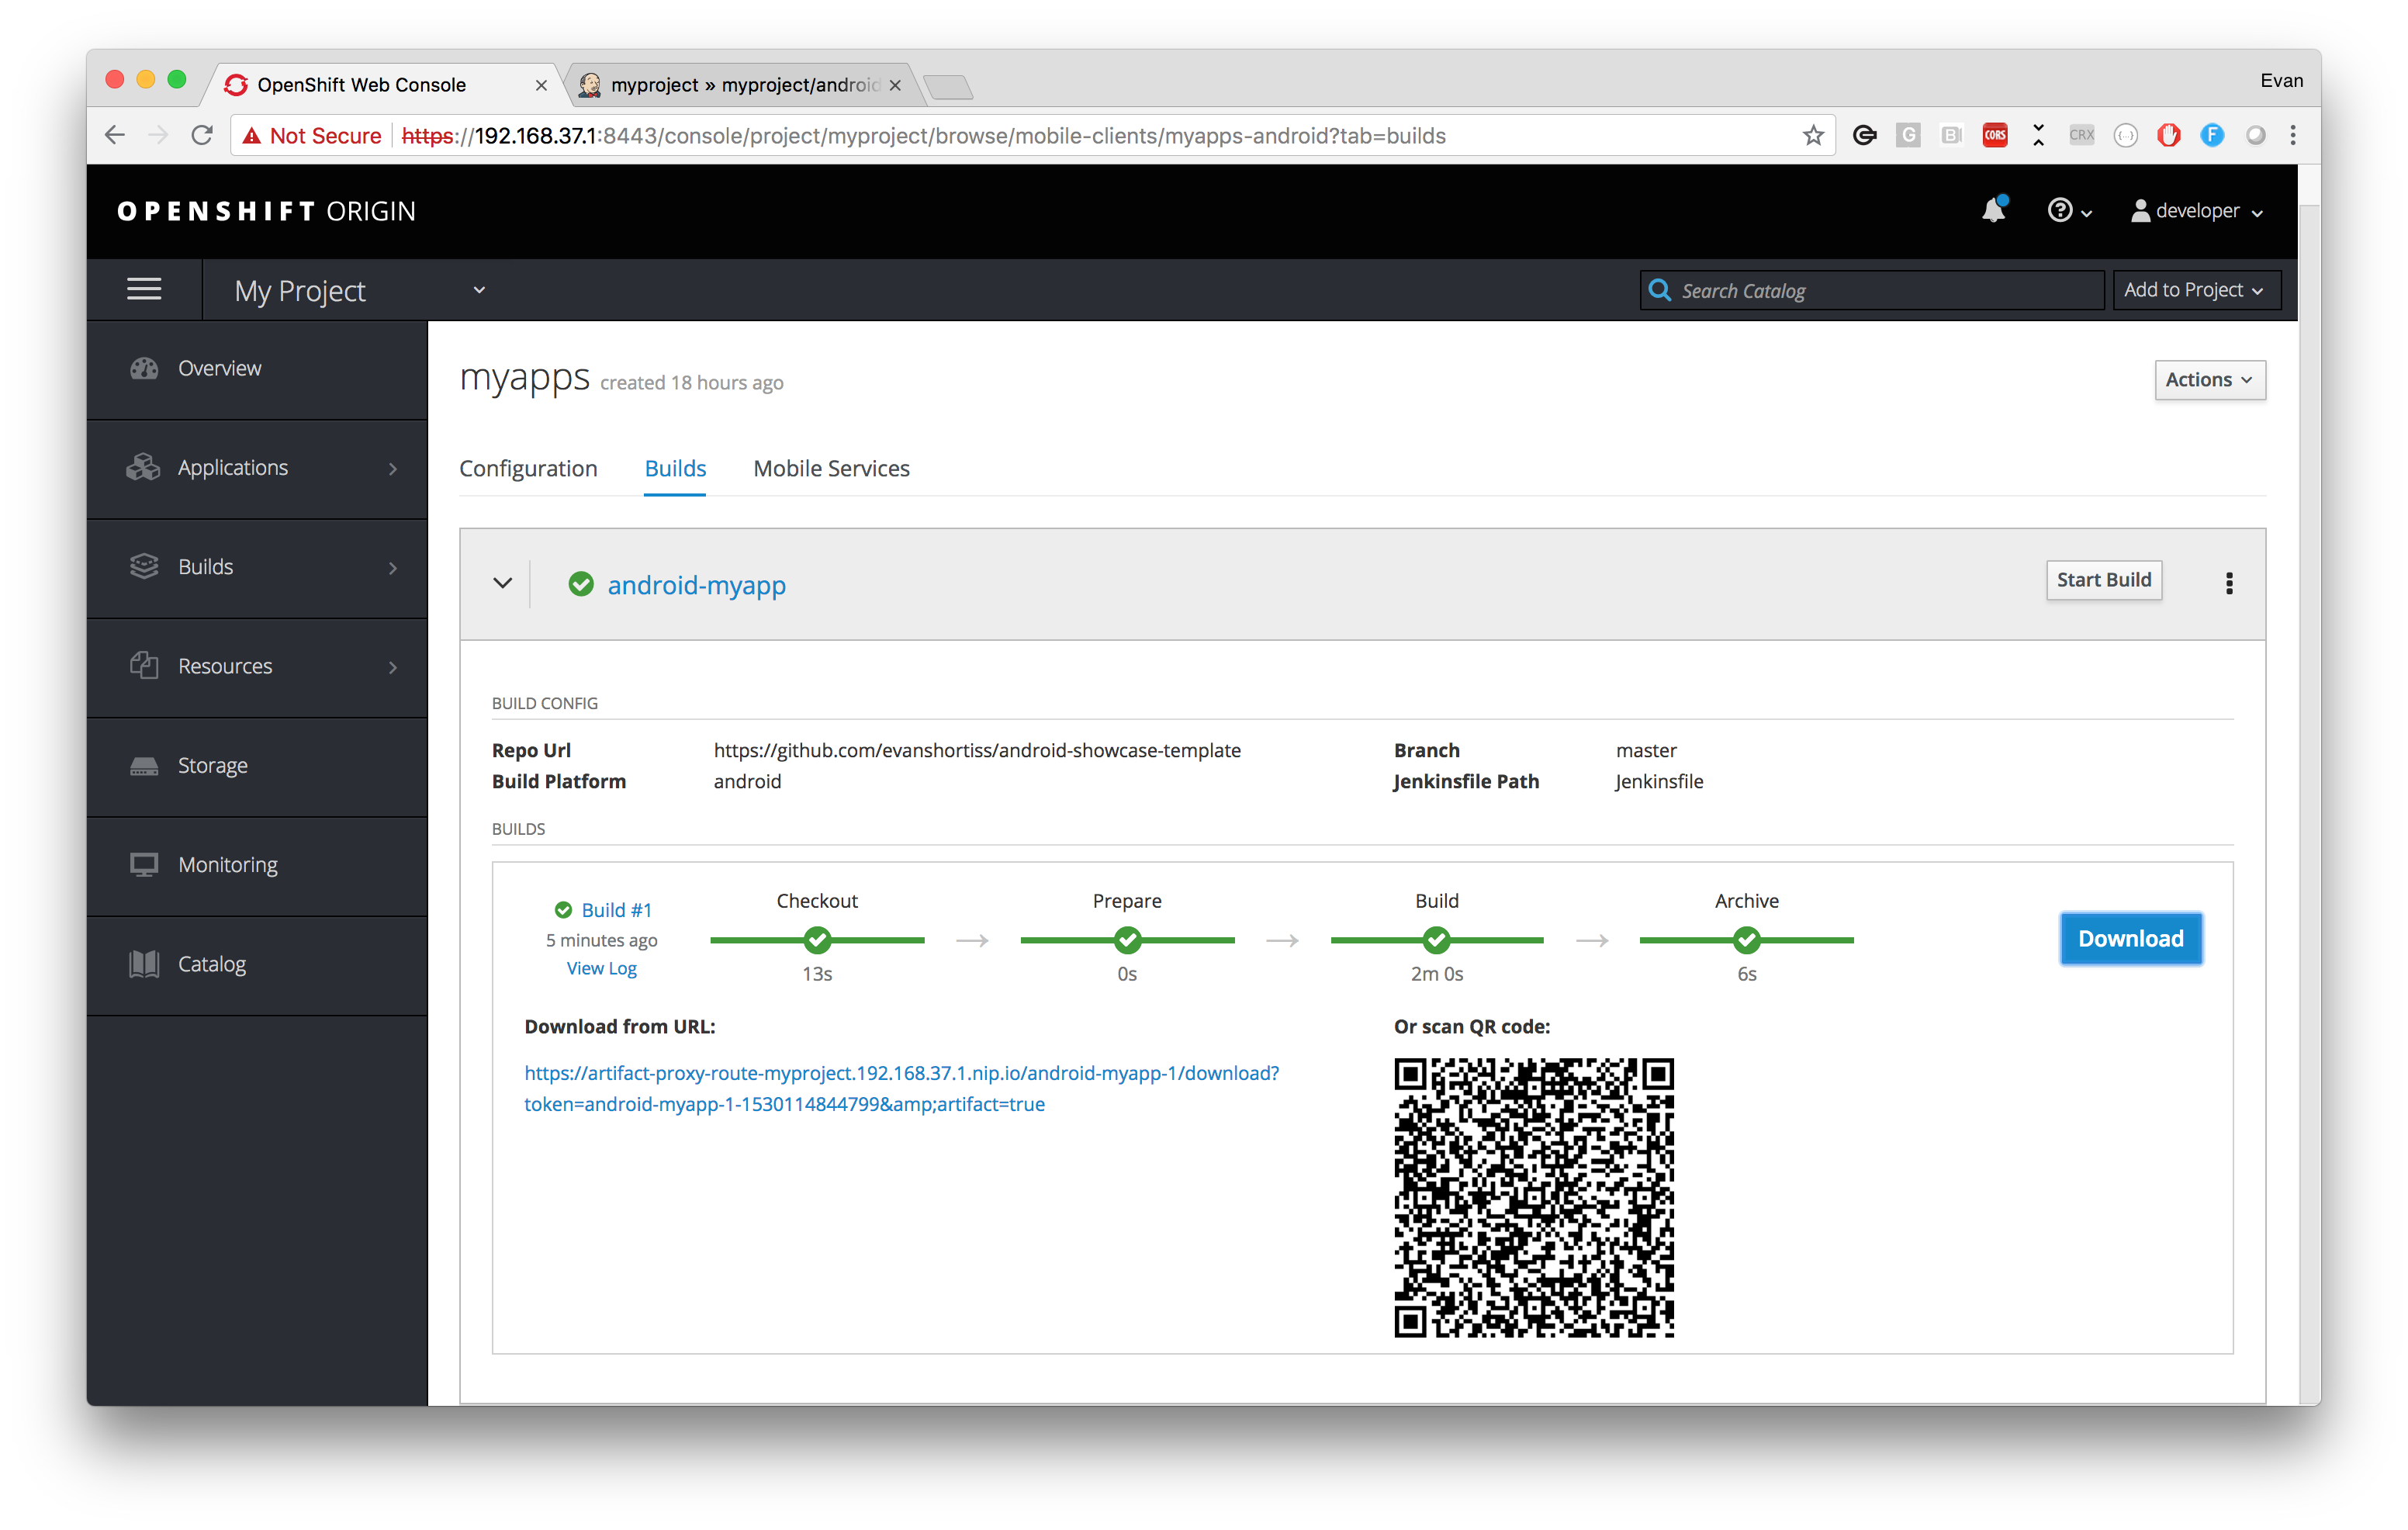 OpenShift Web Console
myproject » myproject/android
Evan
Not Secure https://192.168.37.1:8443/console/project/myproject/browse/mobile-clients/myapps-android?tab=builds
G
B
CORS
CRX
{...}
F
OPENSHIFT ORIGIN
developer
My Project
Search Catalog
Add to Project
Overview
Applications
Builds
Resources
Storage
Monitoring
Catalog
myapps created 18 hours ago
Actions
Configuration Builds Mobile Services
android-myapp
Start Build
BUILD CONFIG
Repo Url https://github.com/evanshortiss/android-showcase-template
Branch master
Build Platform android
Jenkinsfile Path Jenkinsfile
BUILDS
Build #1
5 minutes ago
View Log
Checkout
13s
Prepare
0s
Build
2m 0s
Archive
6s
Download
Download from URL:
https://artifact-proxy-route-myproject.192.168.37.1.nip.io/android-myapp-1/download?
token=android-myapp-1-1530114844799&amp;artifact=true
Or scan QR code: